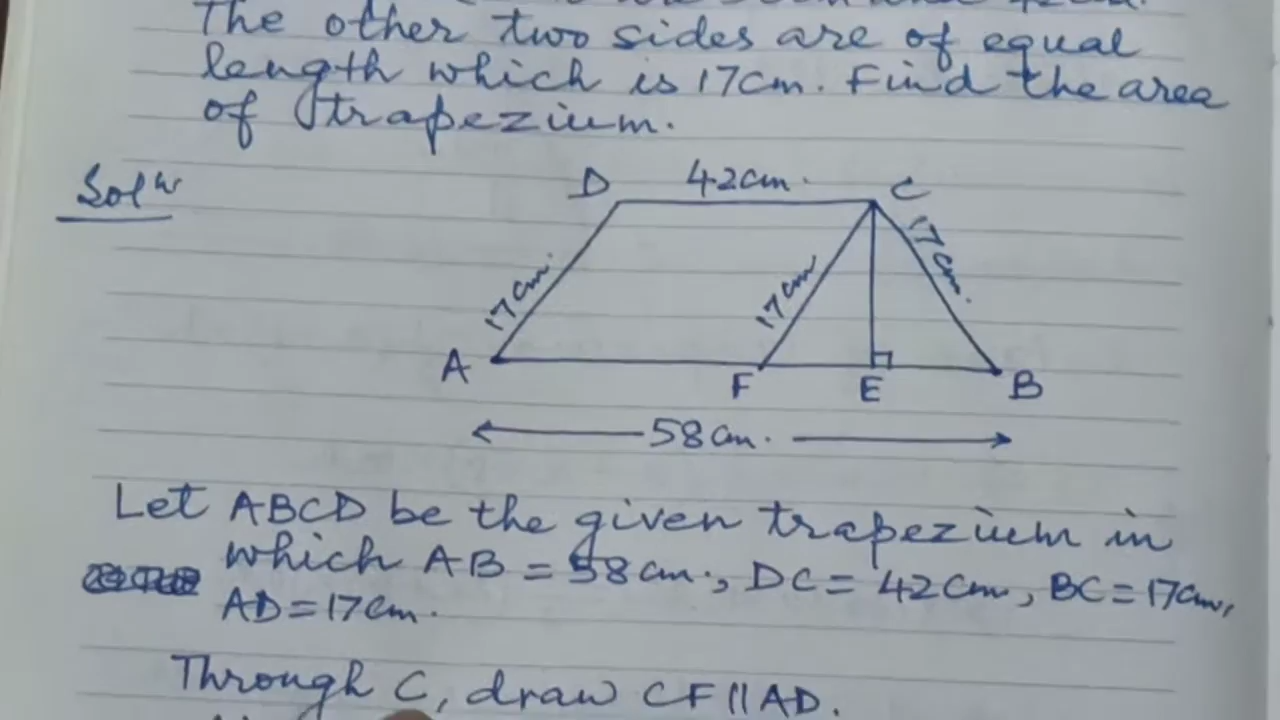 The other two sides are of equal
length which is 17cm. Find the area
of trapezium.
Solⁿ
D 42cm. C
17cm. 17cm 17cm.
A F E B
58cm.
Let ABCD be the given trapezium in
which AB = 58cm., DC = 42cm, BC = 17cm,
AD = 17cm.
Through C, draw CF || AD.